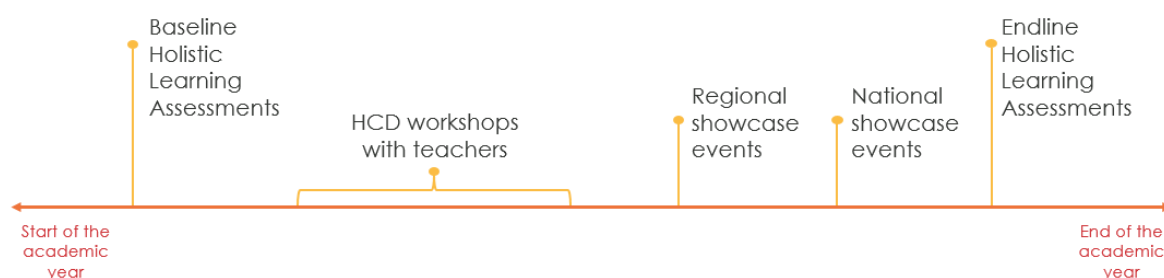 Baseline
Holistic
Learning
Assessments
HCD workshops
with teachers
Regional
showcase
events
National
showcase
events
Endline
Holistic
Learning
Assessments
Start of the
academic
year
End of the
academic
year